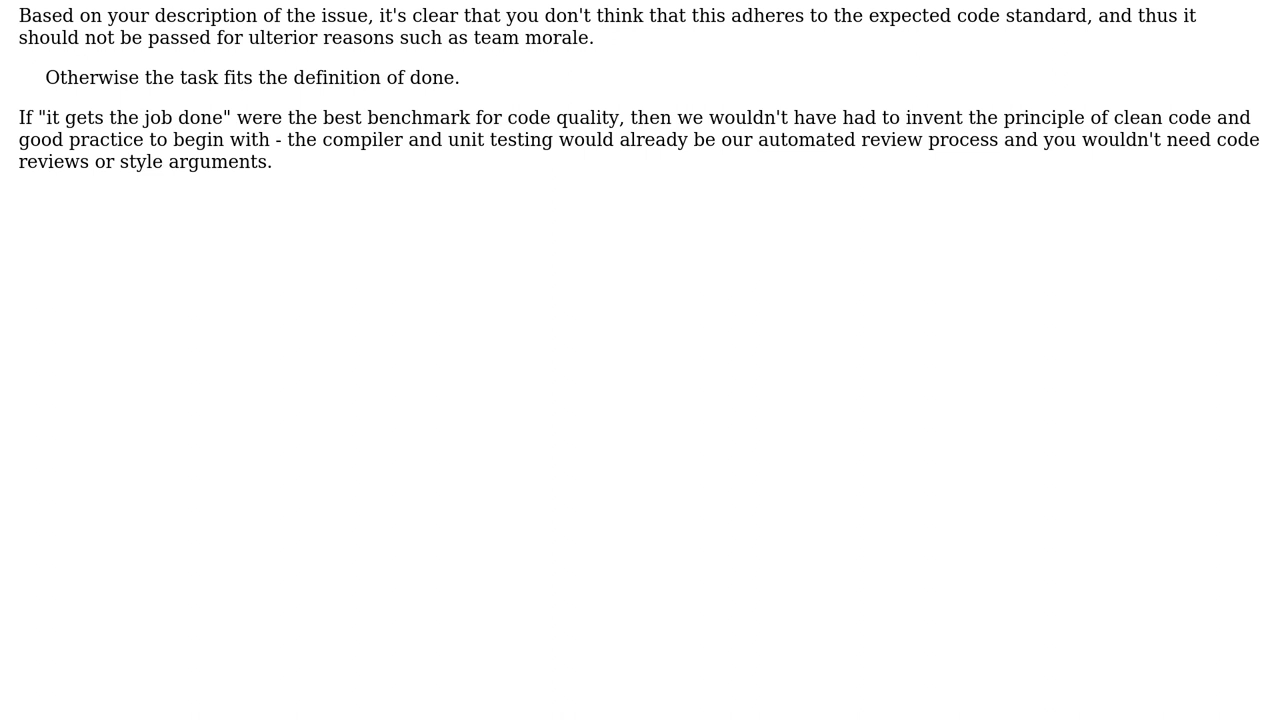 Based on your description of the issue, it's clear that you don't think that this adheres to the expected code standard, and thus it
should not be passed for ulterior reasons such as team morale.
Otherwise the task fits the definition of done.
If "it gets the job done" were the best benchmark for code quality, then we wouldn't have had to invent the principle of clean code and
good practice to begin with - the compiler and unit testing would already be our automated review process and you wouldn't need code
reviews or style arguments.